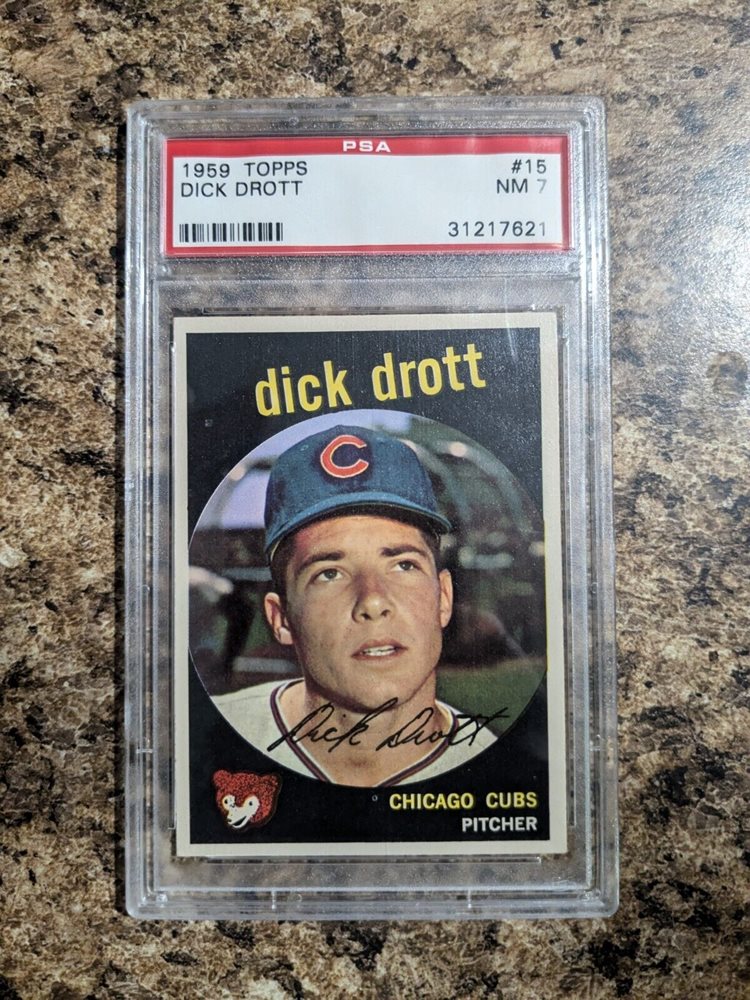 PSA
1959 TOPPS #15
DICK DROTT NM 7
31217621
dick drott
C
Dick Drott
CHICAGO CUBS
PITCHER